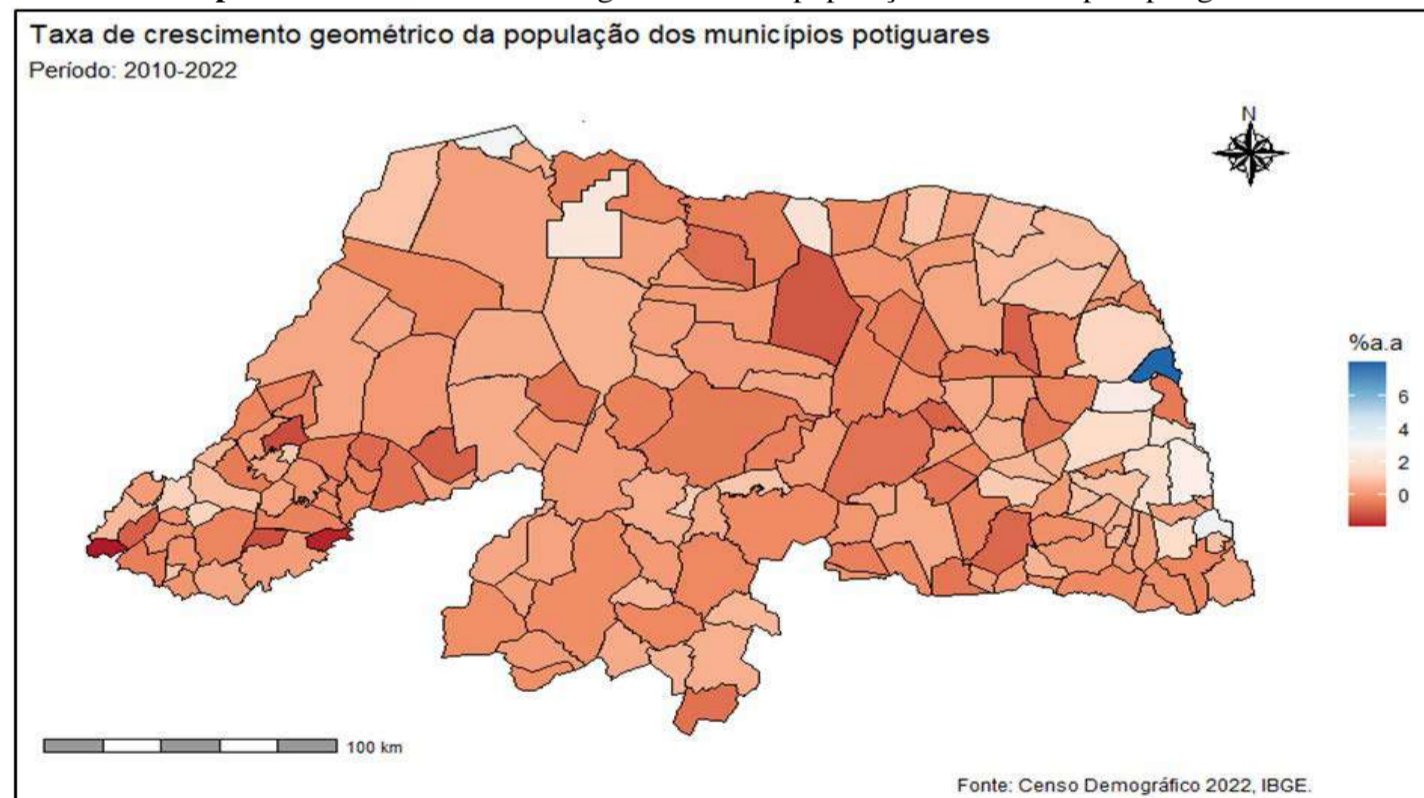 Taxa de crescimento geométrico da população dos municípios potiguares
Período: 2010-2022
N
%a.a
6
4
2
0
100 km
Fonte: Censo Demográfico 2022, IBGE.